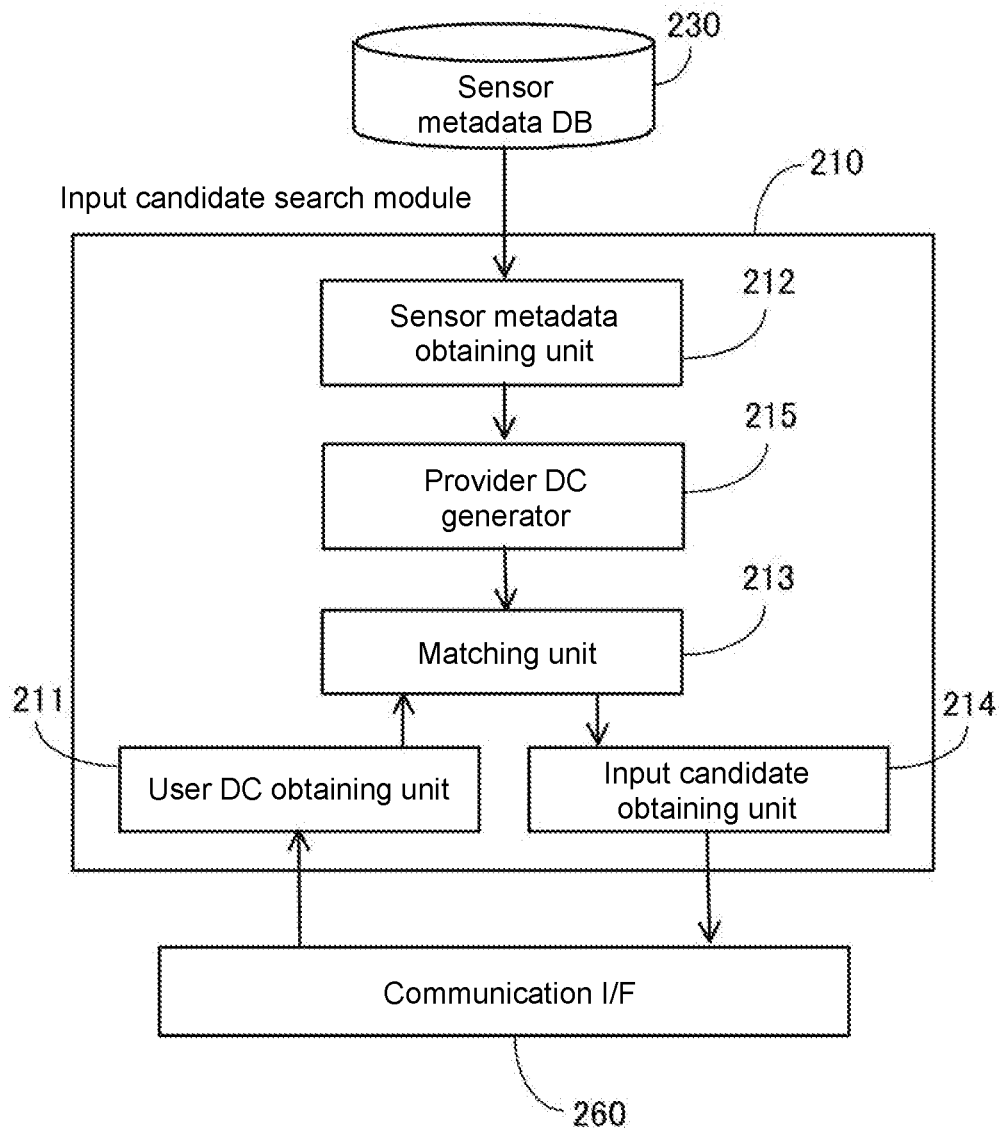 230
Sensor
metadata DB
210
Input candidate search module
212
Sensor metadata
obtaining unit
215
Provider DC
generator
213
Matching unit
211
214
User DC obtaining unit
Input candidate
obtaining unit
Communication I/F
260